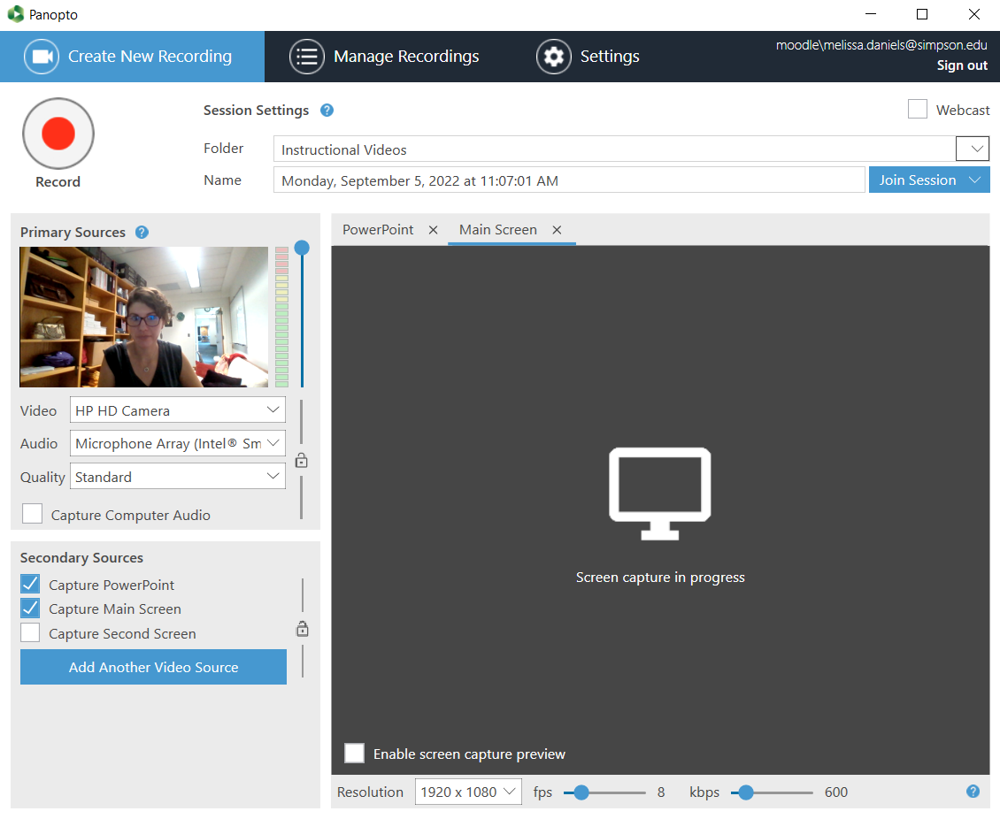 Panopto
Create New Recording
Manage Recordings
Settings
moodle\melissa.daniels@simpson.edu
Sign out
Record
Session Settings ?
Webcast
Folder
Instructional Videos
Name
Monday, September 5, 2022 at 11:07:01 AM
Join Session
Primary Sources ?
Video
HP HD Camera
Audio
Microphone Array (Intel® Sm
Quality
Standard
Capture Computer Audio
Secondary Sources
Capture PowerPoint
Capture Main Screen
Capture Second Screen
Add Another Video Source
PowerPoint
Main Screen
Screen capture in progress
Enable screen capture preview
Resolution 1920 x 1080 fps 8 kbps 600 ?